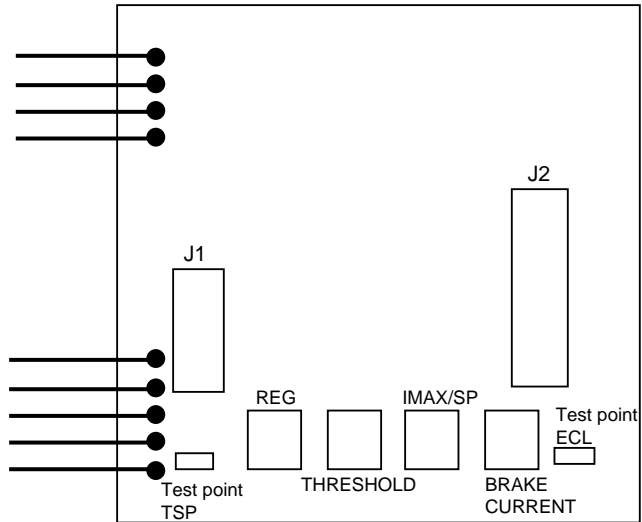 J2
J1
REG
IMAX/SP
Test point
ECL
THRESHOLD
BRAKE
CURRENT
Test point
TSP